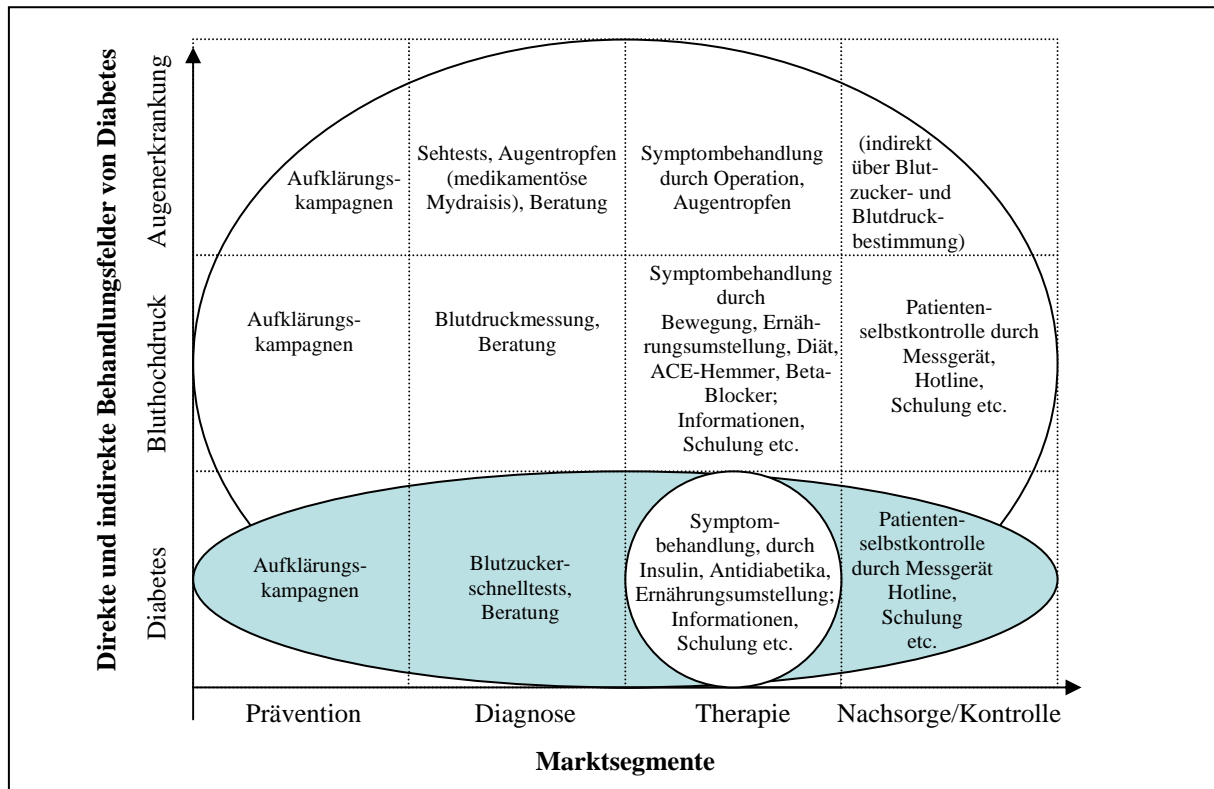 Direkte und indirekte Behandlungsfelder von Diabetes
Augenerkrankung
Aufklärungs-
kampagnen
Sehtests, Augentropfen
(medikamentöse
Mydraisis), Beratung
Symptombehandlung
durch Operation,
Augentropfen
(indirekt
über Blut-
zucker- und
Blutdruck-
bestimmung)
Bluthochdruck
Aufklärungs-
kampagnen
Blutdruckmessung,
Beratung
Symptombehandlung
durch
Bewegung, Ernäh-
rungsumstellung, Diät,
ACE-Hemmer, Beta-
Blocker;
Informationen,
Schulung etc.
Patienten-
selbstkontrolle durch
Messgerät,
Hotline,
Schulung etc.
Diabetes
Aufklärungs-
kampagnen
Blutzucker-
schnelltests,
Beratung
Symptom-
behandlung, durch
Insulin, Antidiabetika,
Ernährungsumstellung;
Informationen,
Schulung etc.
Patienten-
selbstkontrolle
durch Messgerät
Hotline,
Schulung
etc.
Prävention
Diagnose
Therapie
Nachsorge/Kontrolle
Marktsegmente